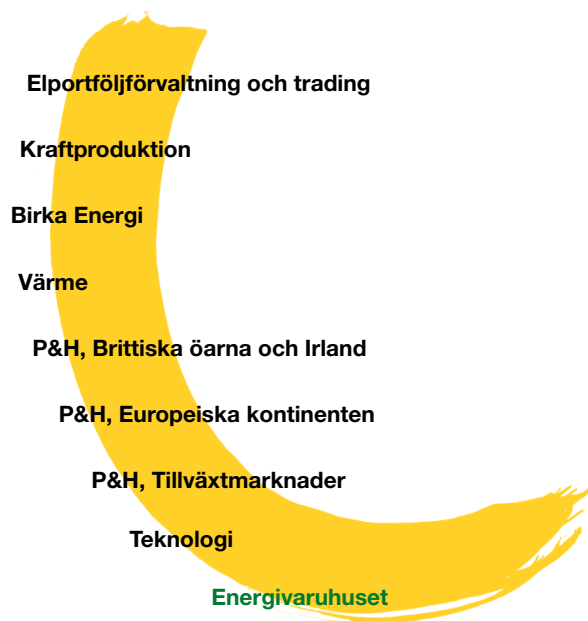 Elportföljförvaltning och trading
Kraftproduktion
Birka Energi
Värme
P&H, Brittiska öarna och Irland
P&H, Europeiska kontinenten
P&H, Tillväxtmarknader
Teknologi
Energivaruhuset